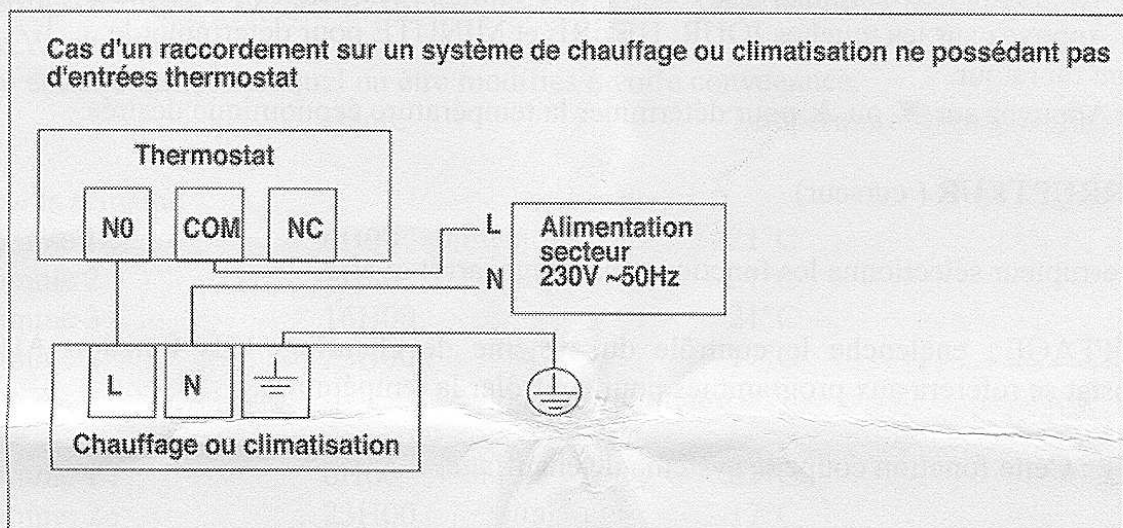 Cas d'un raccordement sur un système de chauffage ou climatisation ne possédant pas
d'entrées thermostat
Thermostat
N0 COM NC
L
N
Alimentation
secteur
230V ~50Hz
L N
Chauffage ou climatisation